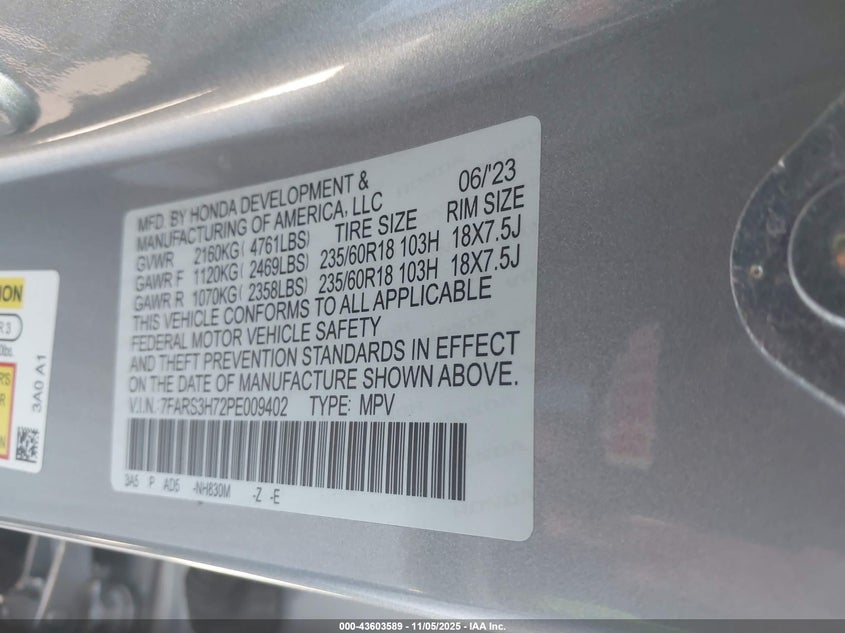 MFD. BY HONDA DEVELOPMENT & 06/'23
MANUFACTURING OF AMERICA, LLC
TIRE SIZE RIM SIZE
GVWR 2160KG( 4761LBS)
GAWR F 1120KG( 2469LBS) 235/60R18 103H 18X7.5J
GAWR R 1070KG( 2358LBS) 235/60R18 103H 18X7.5J
THIS VEHICLE CONFORMS TO ALL APPLICABLE
FEDERAL MOTOR VEHICLE SAFETY
AND THEFT PREVENTION STANDARDS IN EFFECT
ON THE DATE OF MANUFACTURE SHOWN ABOVE.
V.I.N.: 7FARS3H72PE009402 TYPE: MPV
3A5 P AD5 -NH830M -Z -E
ION
R 3
0lbs.
R'S
R
N
3A0 A1
000-43603589 - 11/05/2025 - IAA Inc.